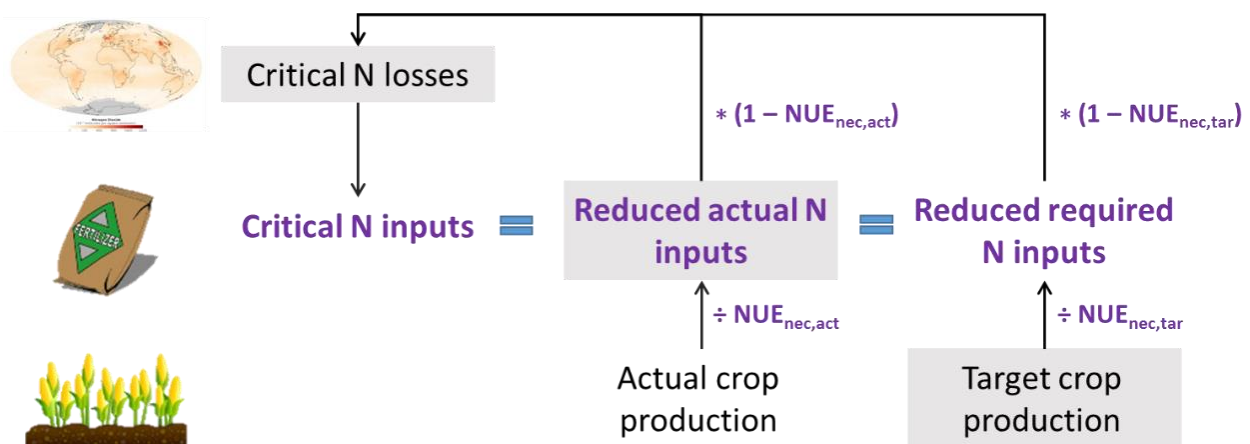 Critical N losses
* (1 – NUEnec,act)
* (1 – NUEnec,tar)
FERTILIZER
Critical N inputs
=
Reduced actual N
inputs
=
Reduced required
N inputs
÷ NUEnec,act
÷ NUEnec,tar
Actual crop
production
Target crop
production